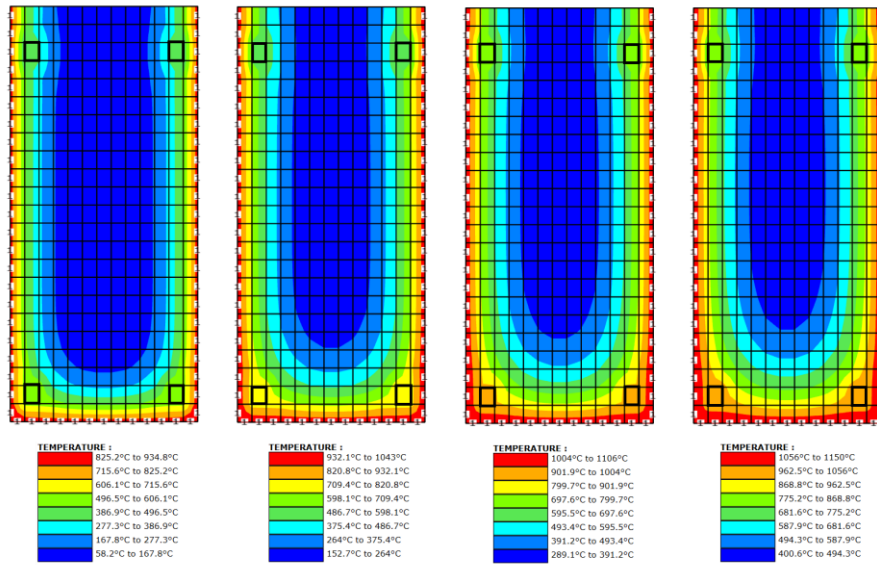 TEMPERATURE :
825.2°C to 934.8°C
715.6°C to 825.2°C
606.1°C to 715.6°C
496.5°C to 606.1°C
386.9°C to 496.5°C
277.3°C to 386.9°C
167.8°C to 277.3°C
58.2°C to 167.8°C
TEMPERATURE :
932.1°C to 1043°C
820.8°C to 932.1°C
709.4°C to 820.8°C
598.1°C to 709.4°C
486.7°C to 598.1°C
375.4°C to 486.7°C
264°C to 375.4°C
152.7°C to 264°C
TEMPERATURE :
1004°C to 1106°C
901.9°C to 1004°C
799.7°C to 901.9°C
697.6°C to 799.7°C
595.5°C to 697.6°C
493.4°C to 595.5°C
391.2°C to 493.4°C
289.1°C to 391.2°C
TEMPERATURE :
1056°C to 1150°C
962.5°C to 1056°C
868.8°C to 962.5°C
775.2°C to 868.8°C
681.6°C to 775.2°C
587.9°C to 681.6°C
494.3°C to 587.9°C
400.6°C to 494.3°C